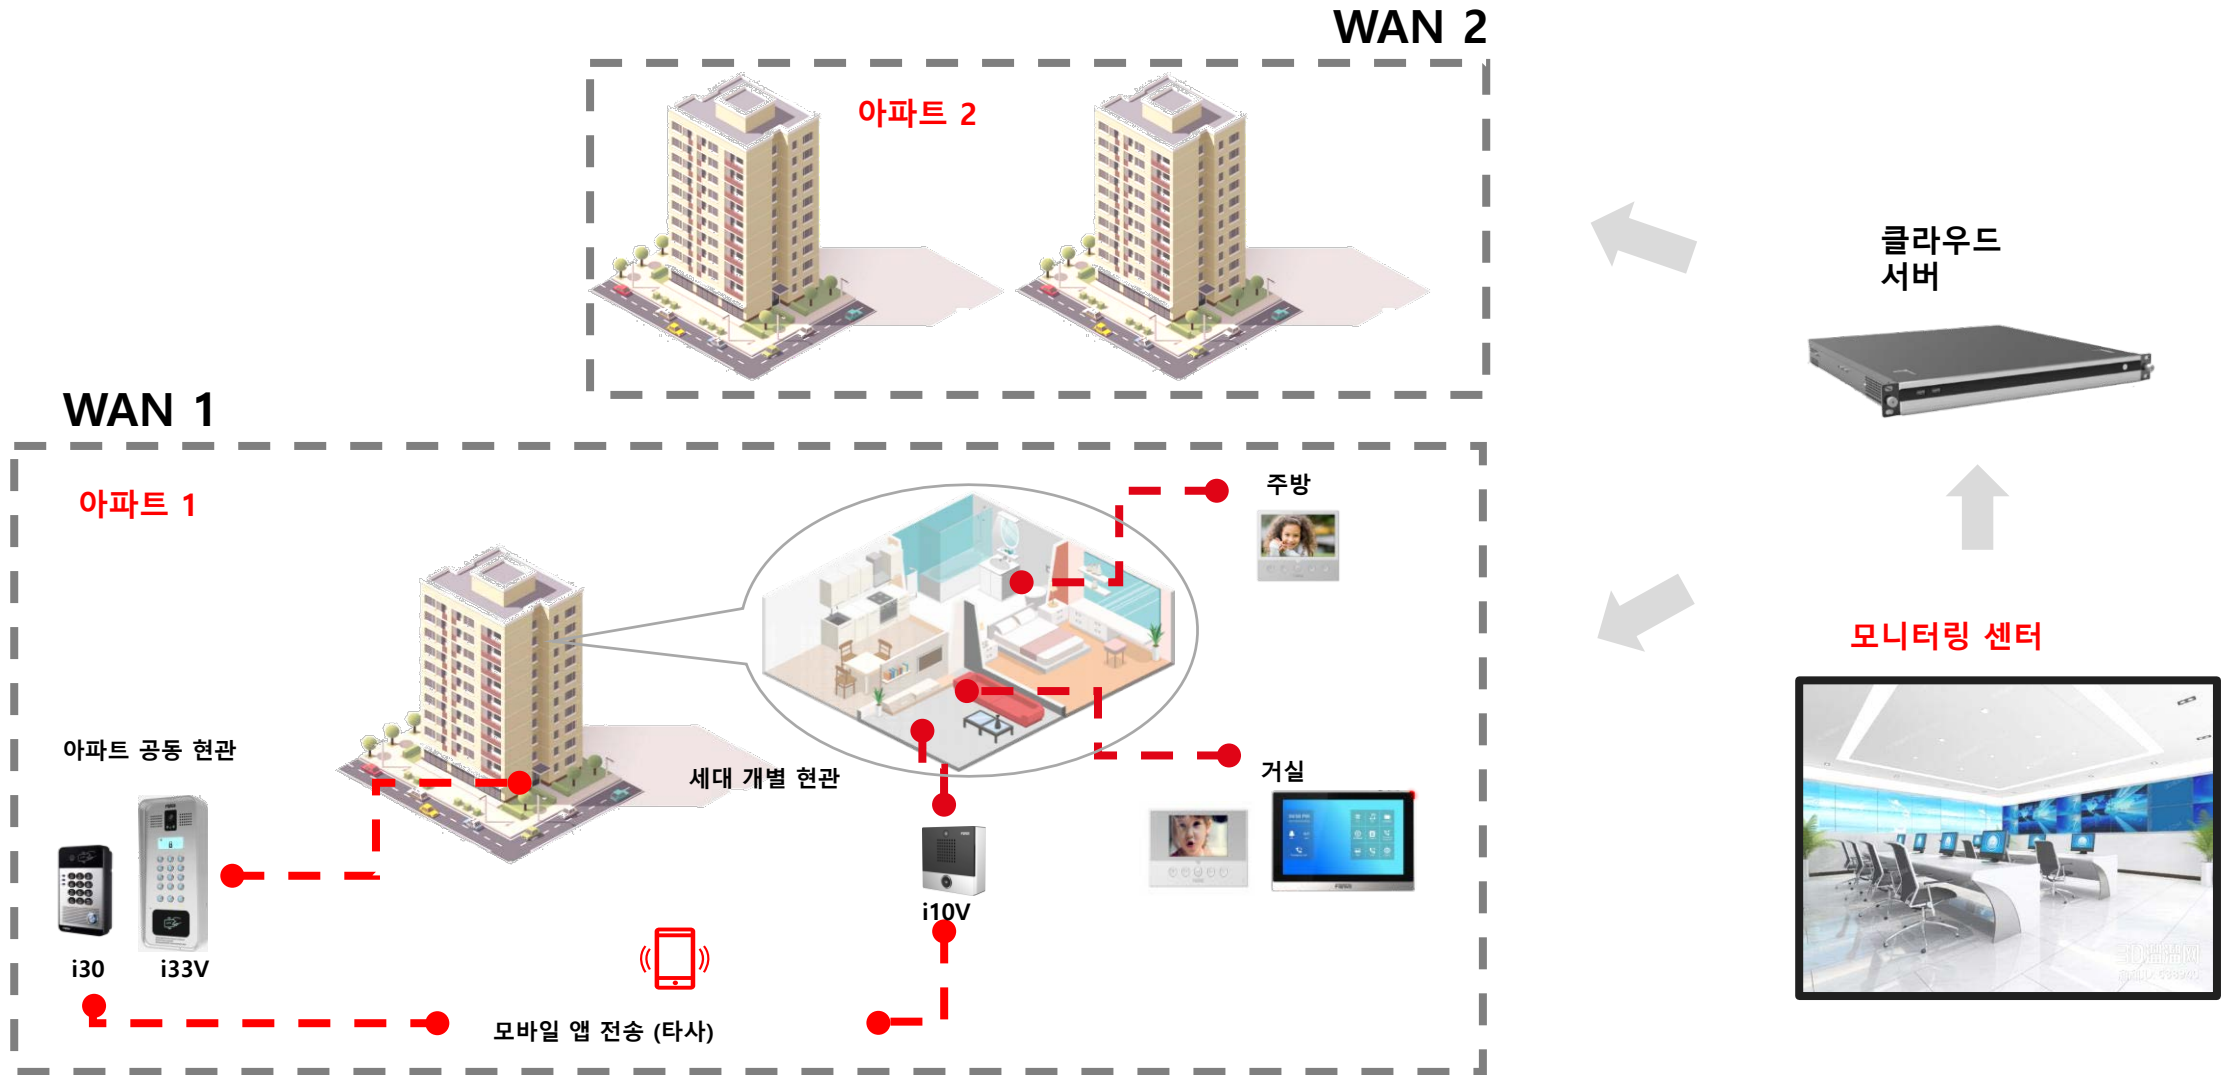 WAN 2
아파트 2
클라우드
서버
WAN 1
아파트 1
주방
모니터링 센터
아파트 공동 현관
세대 개별 현관
거실
i10V
i30
i33V
모바일 앱 전송 (타사)